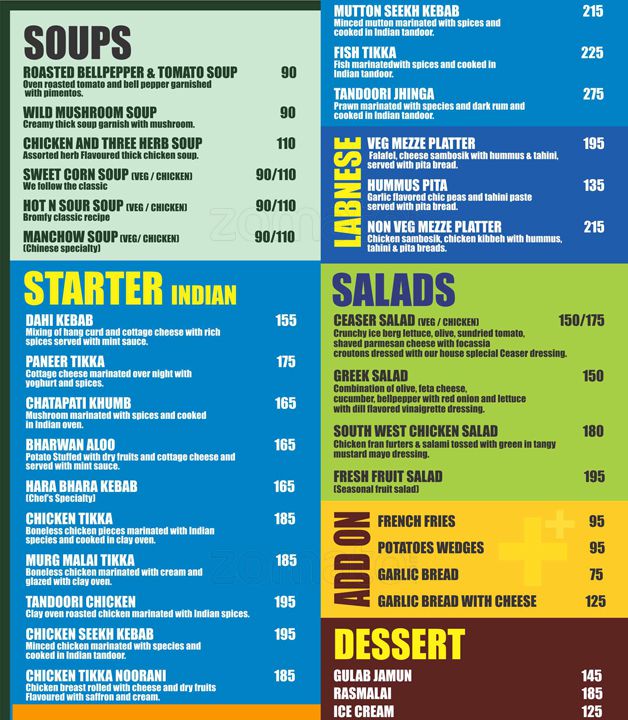 SOUPS
ROASTED BELLPEPPER & TOMATO SOUP 90
Oven roasted tomato and bell pepper garnished
with pimentos.
WILD MUSHROOM SOUP 90
Creamy thick soup garnish with mushroom.
CHICKEN AND THREE HERB SOUP 110
Assorted herb Flavoured thick chicken soup.
SWEET CORN SOUP (VEG / CHICKEN) 90/110
We follow the classic
HOT N SOUR SOUP (VEG / CHICKEN) 90/110
Bromfy classic recipe
MANCHOW SOUP (VEG/ CHICKEN) 90/110
(Chinese specialty)
STARTER INDIAN
DAHI KEBAB 155
Mixing of hang curd and cottage cheese with rich
spices served with mint sauce.
PANEER TIKKA 175
Cottage cheese marinated over night with
yoghurt and spices.
CHATAPATI KHUMB 165
Mushroom marinated with spices and cooked
in Indian oven.
BHARWAN ALOO 165
Potato Stuffed with dry fruits and cottage cheese and
served with mint sauce.
HARA BHARA KEBAB 165
(Chef's Specialty)
CHICKEN TIKKA 185
Boneless chicken pieces marinated with Indian
species and cooked in clay oven.
MURG MALAI TIKKA 185
Boneless chicken marinated with cream and
glazed with clay oven.
TANDOORI CHICKEN 195
Clay oven roasted chicken marinated with Indian spices.
CHICKEN SEEKH KEBAB 195
Minced chicken marinated with species and
cooked in Indian tandoor.
CHICKEN TIKKA NOORANI 185
Chicken breast rolled with cheese and dry fruits
Flavoured with saffron and cream.
MUTTON SEEKH KEBAB 215
Minced mutton marinated with spices and
cooked in Indian tandoor.
FISH TIKKA 225
Fish marinatedwith spices and cooked in
Indian tandoor.
TANDOORI JHINGA 275
Prawn marinated with species and dark rum and
cooked in Indian tandoor.
LABNESE
VEG MEZZE PLATTER 195
Falafel, cheese sambosik with hummus & tahini,
served with pita bread.
HUMMUS PITA 135
Garlic flavored chic peas and tahini paste
served with pita bread.
NON VEG MEZZE PLATTER 215
Chicken sambosik, chicken kibbeh with hummus,
tahini & pita breads.
SALADS
CEASER SALAD (VEG / CHICKEN) 150/175
Crunchy ice berg lettuce, olive, sundried tomato,
shaved parmesan cheese with focassia
croutons dressed with our house splecial Ceaser dressing.
GREEK SALAD 150
Combination of olive, feta cheese,
cucumber, bellpepper with red onion and lettuce
with dill flavored vinaigrette dressing.
SOUTH WEST CHICKEN SALAD 180
Chicken fran furters & salami tossed with green in tangy
mustard mayo dressing.
FRESH FRUIT SALAD 195
(Seasonal fruit salad)
ADD ON
FRENCH FRIES 95
POTATOES WEDGES 95
GARLIC BREAD 75
GARLIC BREAD WITH CHEESE 125
DESSERT
GULAB JAMUN 145
RASMALAI 185
ICE CREAM 125